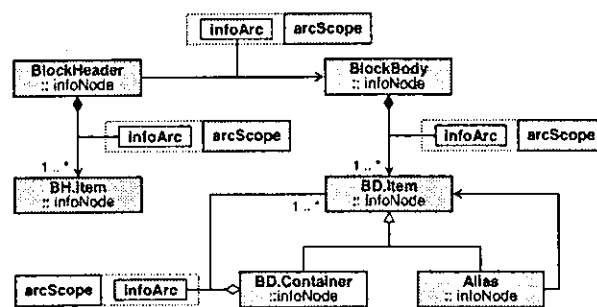 infoArc arcScope
BlockHeader
:: infoNode
BlockBody
:: infoNode
infoArc arcScope
infoArc arcScope
1 .. *
BH.Item
:: infoNode
BD.Item
:: infoNode
1 .. *
arcScope infoArc
BD.Container
::infoNode
Alias
:: infoNode
1 .. *